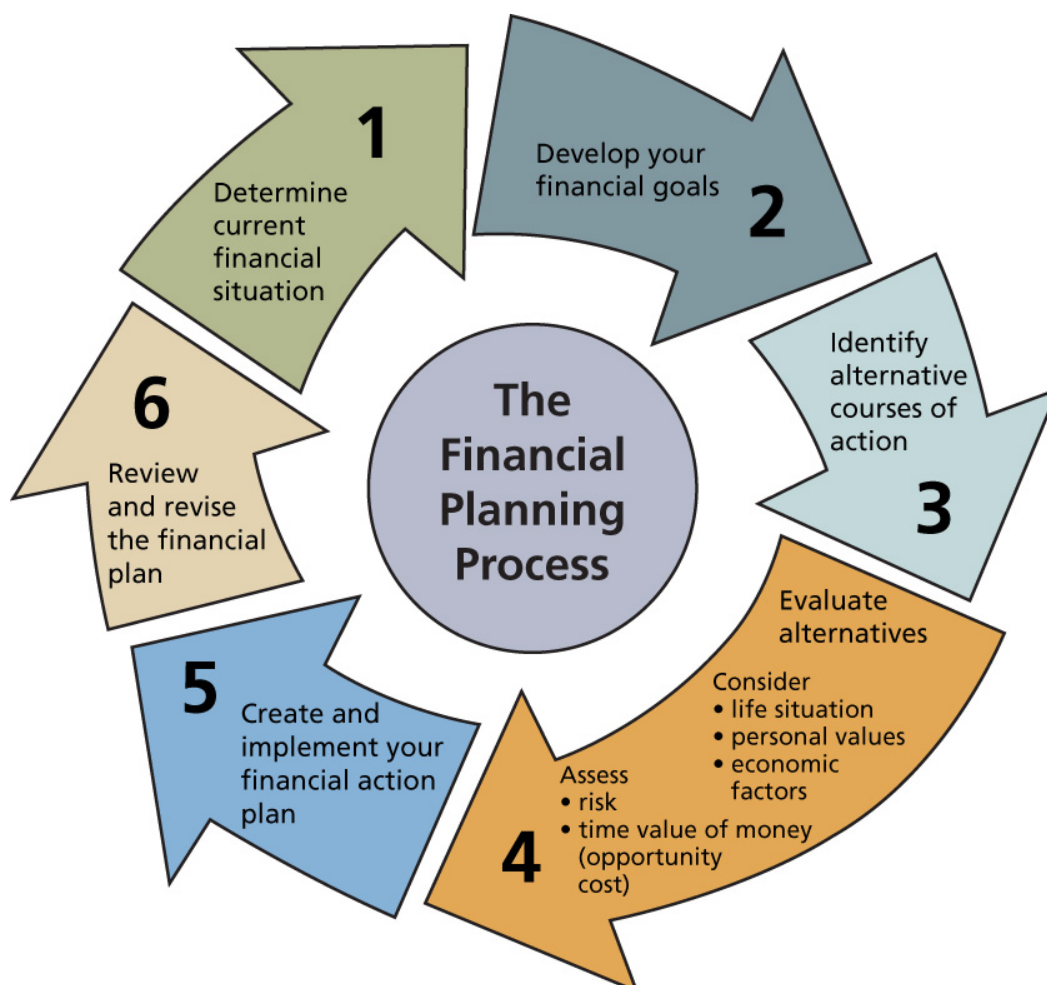 1
Determine
current
financial
situation
Develop your
financial goals
2
Identify
alternative
courses of
action
3
Evaluate
alternatives
Consider
• life situation
• personal values
• economic
factors
Assess
• risk
• time value of money
(opportunity
cost)
4
5
Create and
implement your
financial action
plan
6
Review
and revise
the financial
plan
The
Financial
Planning
Process